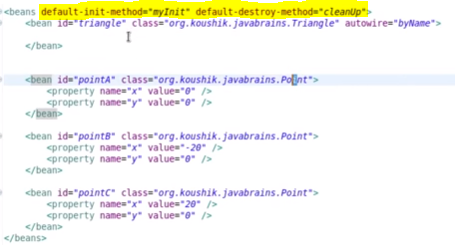 <beans default-init-method="myInit" default-destroy-method="cleanUp">
<bean id="triangle" class="org.koushik.javabrains.Triangle" autowire="byName">
</bean>
<bean id="pointA" class="org.koushik.javabrains.Point">
<property name="x" value="0" />
<property name="y" value="0" />
</bean>
<bean id="pointB" class="org.koushik.javabrains.Point">
<property name="x" value="-20" />
<property name="y" value="0" />
</bean>
<bean id="pointC" class="org.koushik.javabrains.Point">
<property name="x" value="20" />
<property name="y" value="0" />
</bean>
</beans>